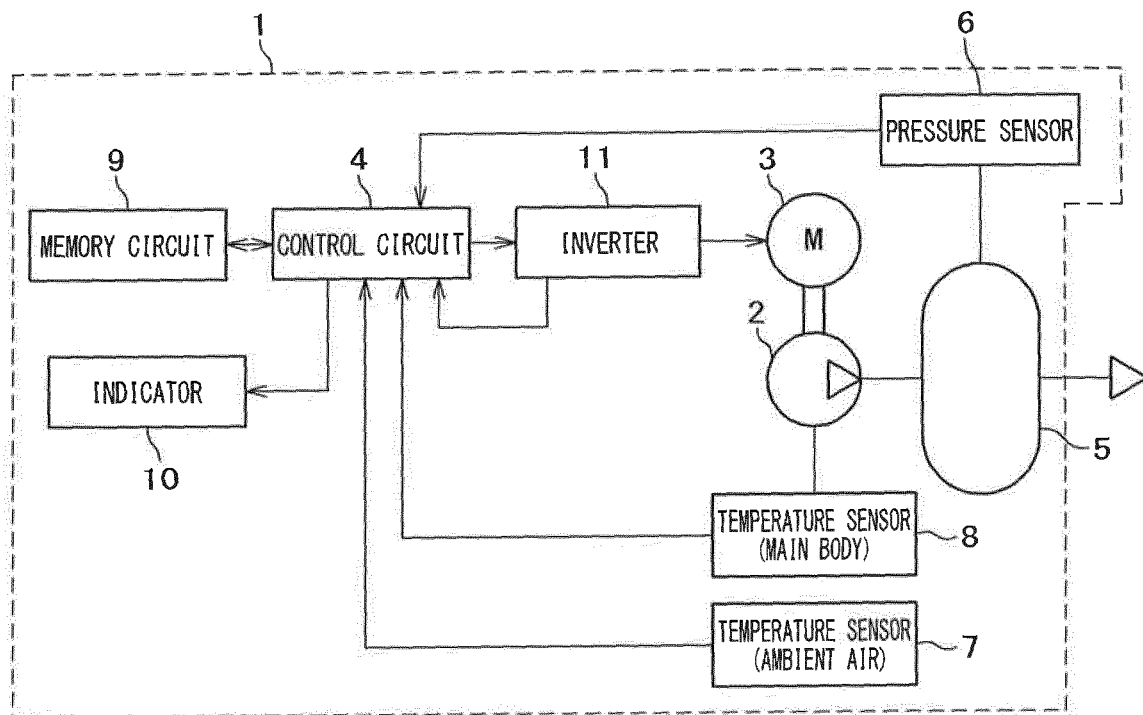 1
6
PRESSURE SENSOR
9
4
11
3
MEMORY CIRCUIT
CONTROL CIRCUIT
INVERTER
M
2
INDICATOR
10
5
TEMPERATURE SENSOR
(MAIN BODY)
8
TEMPERATURE SENSOR
(AMBIENT AIR)
7